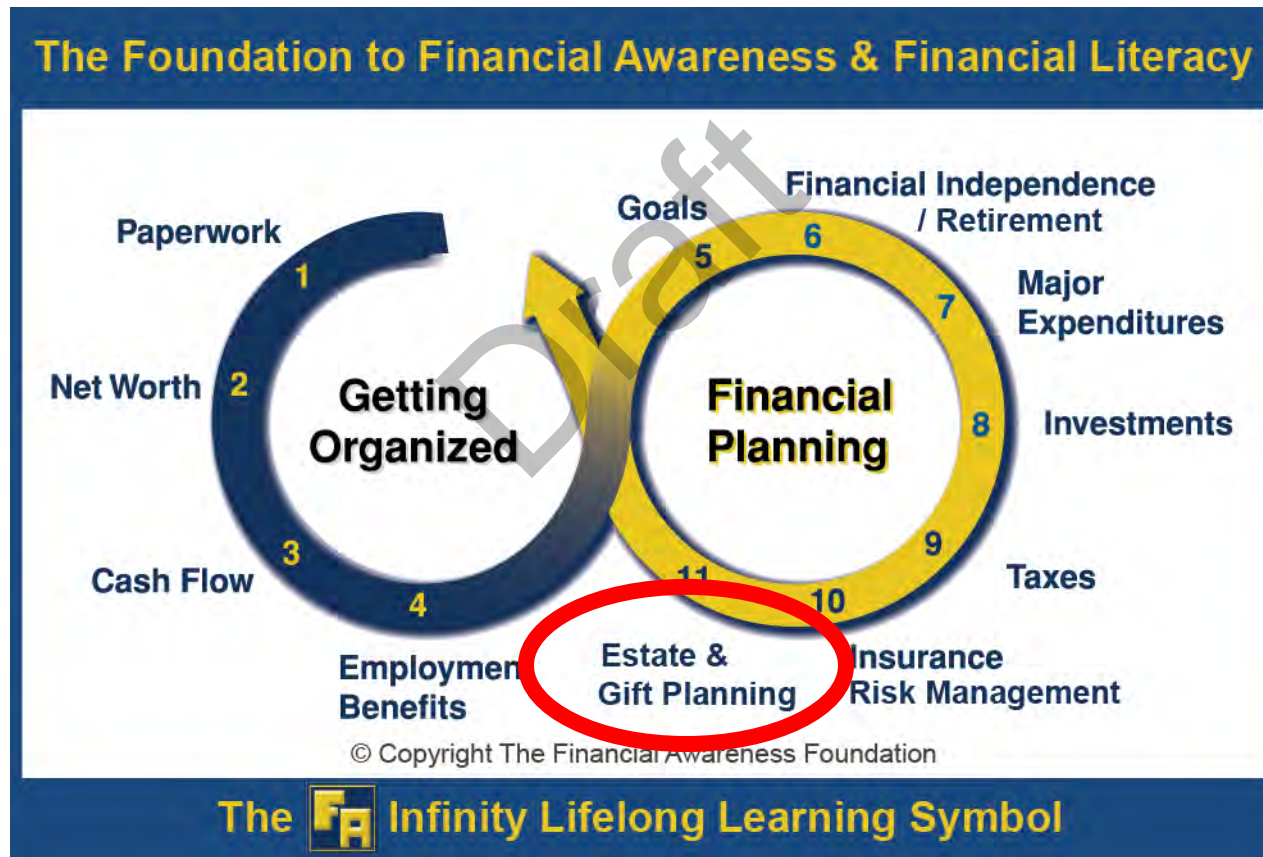 The Foundation to Financial Awareness & Financial Literacy
Draft
Paperwork
1
Net Worth
2
Cash Flow
3
4
Employmen
Benefits
Getting
Organized
Goals
5
Financial Independence
/ Retirement
6
Major
Expenditures
7
Investments
8
Taxes
9
Insurance
Risk Management
10
11
Estate &
Gift Planning
Financial
Planning
© Copyright The Financial Awareness Foundation
The FA Infinity Lifelong Learning Symbol